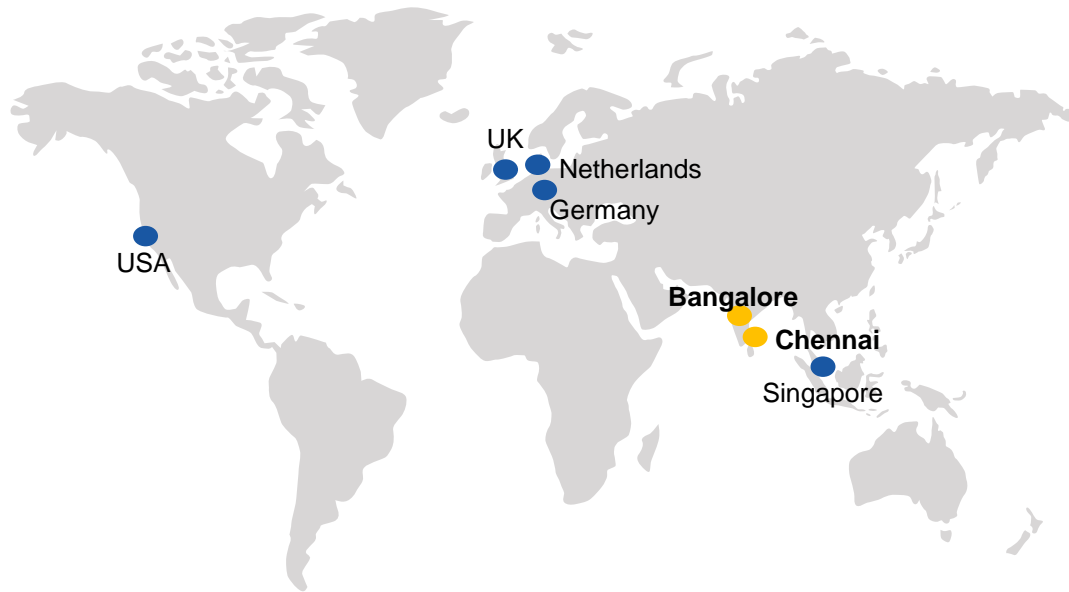 UK
Netherlands
Germany
USA
Bangalore
Chennai
Singapore